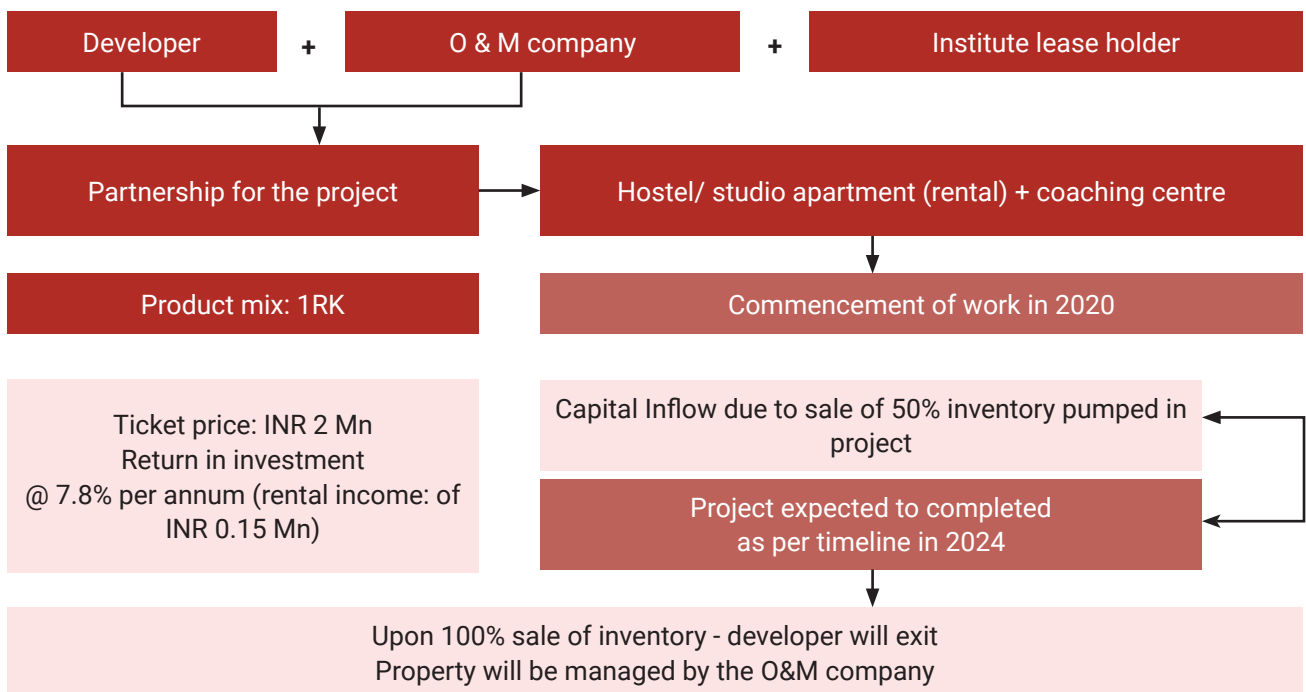 Developer
+
O & M company
+
Institute lease holder
Partnership for the project
Hostel/ studio apartment (rental) + coaching centre
Product mix: 1RK
Commencement of work in 2020
Ticket price: INR 2 Mn
Return in investment
@ 7.8% per annum (rental income: of
INR 0.15 Mn)
Capital Inflow due to sale of 50% inventory pumped in
project
Project expected to completed
as per timeline in 2024
Upon 100% sale of inventory - developer will exit
Property will be managed by the O&M company